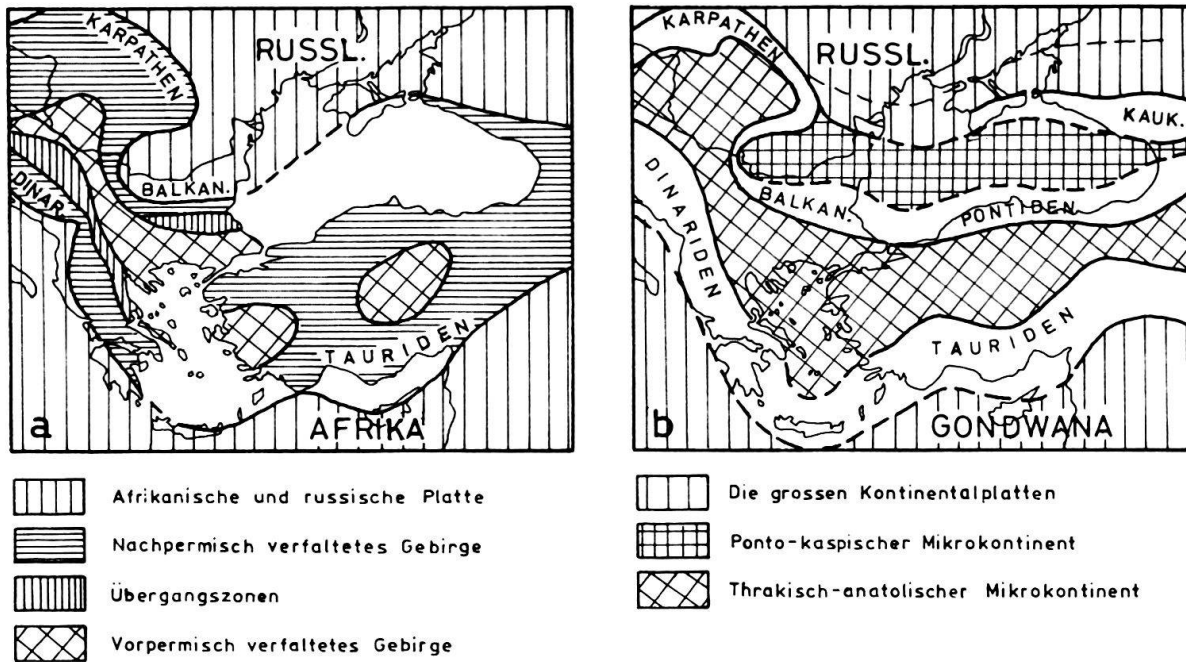 KARPATHEN
RUSSL.
DINAR.
BALKAN.
TAURIDEN
a
AFRIKA
KARPATHEN
RUSSL.
KAUK.
DINARIDEN
BALKAN.
PONTIDEN
TAURIDEN
b
GONDWANA
Afrikanische und russische Platte
Nachpermisch verfaltetes Gebirge
Übergangszonen
Vorpermisch verfaltetes Gebirge
Die grossen Kontinentalplatten
Ponto-kaspischer Mikrokontinent
Thrakisch-anatolischer Mikrokontinent